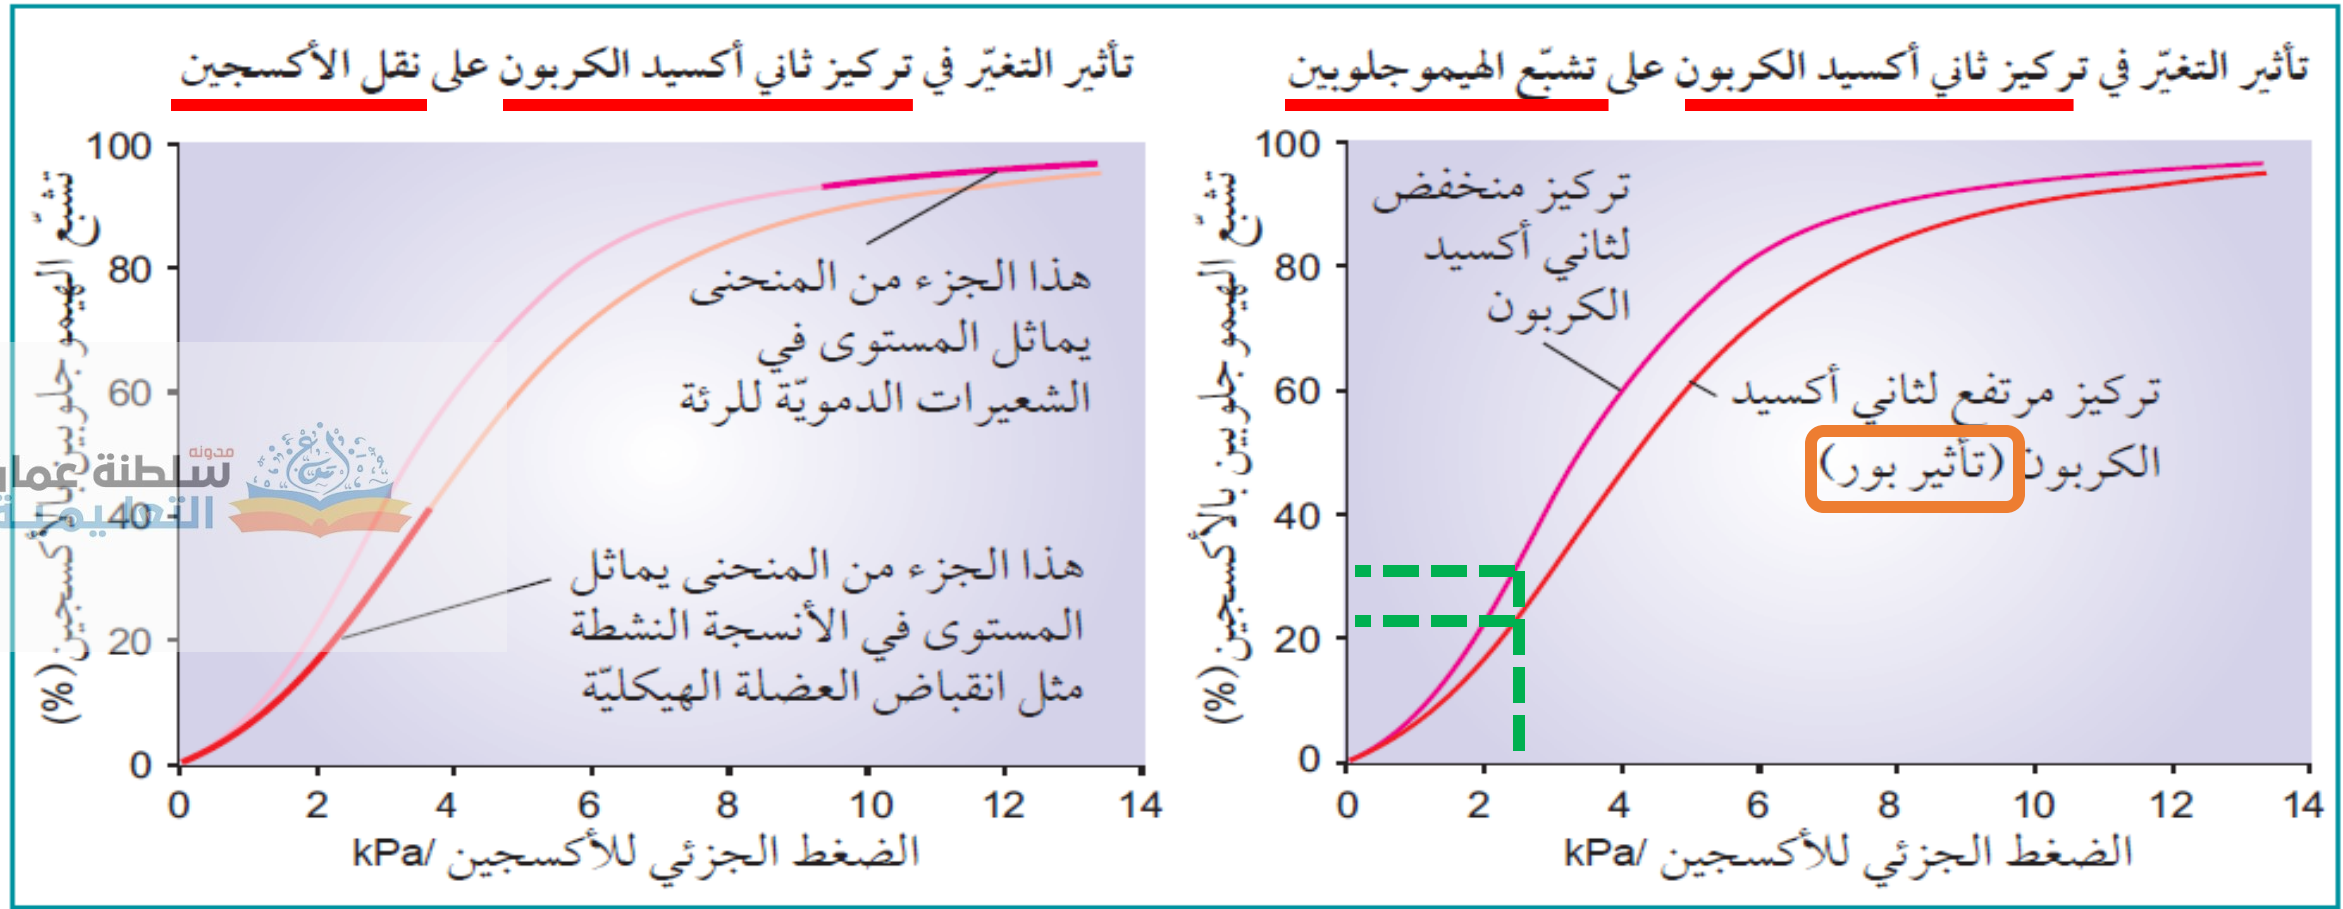 تأثير التغيّر في تركيز ثاني أكسيد الكربون على تشبّع الهيموجلوبين
تشبّع الهيموجلوبين بالأكسجين (%)
100
80
60
40
20
0
تركيز منخفض
لثاني أكسيد
الكربون
تركيز مرتفع لثاني أكسيد
الكربون (تأثير بور)
0 2 4 6 8 10 12 14
الضغط الجزئي للأكسجين /kPa
تأثير التغيّر في تركيز ثاني أكسيد الكربون على نقل الأكسجين
تشبّع الهيموجلوبين بالأكسجين (%)
100
80
60
40
20
0
هذا الجزء من المنحنى
يماثل المستوى في
الشعيرات الدمويّة للرئة
هذا الجزء من المنحنى يماثل
المستوى في الأنسجة النشطة
مثل انقباض العضلة الهيكليّة
0 2 4 6 8 10 12 14
الضغط الجزئي للأكسجين /kPa
مدونه
سلطنة عمان
التعليمية